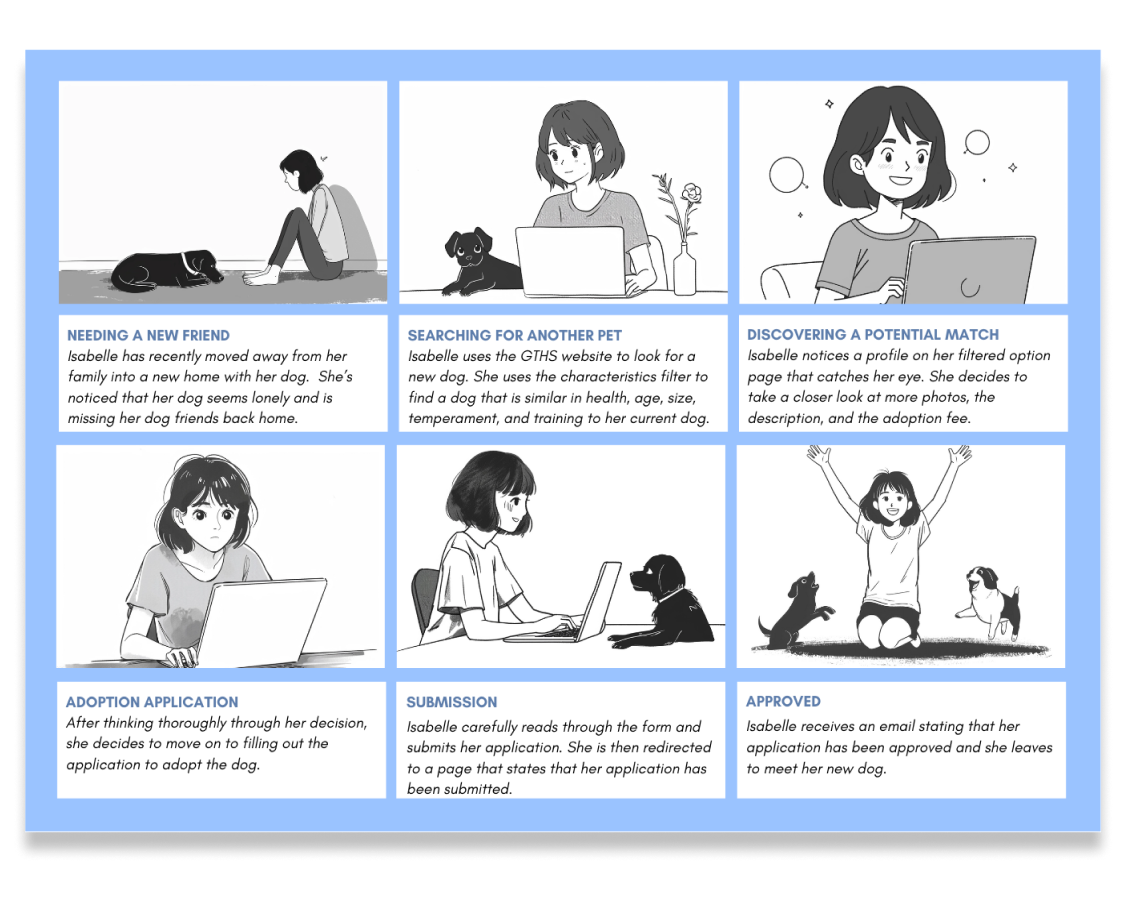 NEEDING A NEW FRIEND
Isabelle has recently moved away from her
family into a new home with her dog.  She's
noticed that her dog seems lonely and is
missing her dog friends back home.
SEARCHING FOR ANOTHER PET
Isabelle uses the GTHS website to look for a
new dog. She uses the characteristics filter to
find a dog that is similar in health, age, size,
temperament, and training to her current dog.
DISCOVERING A POTENTIAL MATCH
Isabelle notices a profile on her filtered option
page that catches her eye. She decides to
take a closer look at more photos, the
description, and the adoption fee.
ADOPTION APPLICATION
After thinking thoroughly through her decision,
she decides to move on to filling out the
application to adopt the dog.
SUBMISSION
Isabelle carefully reads through the form and
submits her application. She is then redirected
to a page that states that her application has
been submitted.
APPROVED
Isabelle receives an email stating that her
application has been approved and she leaves
to meet her new dog.